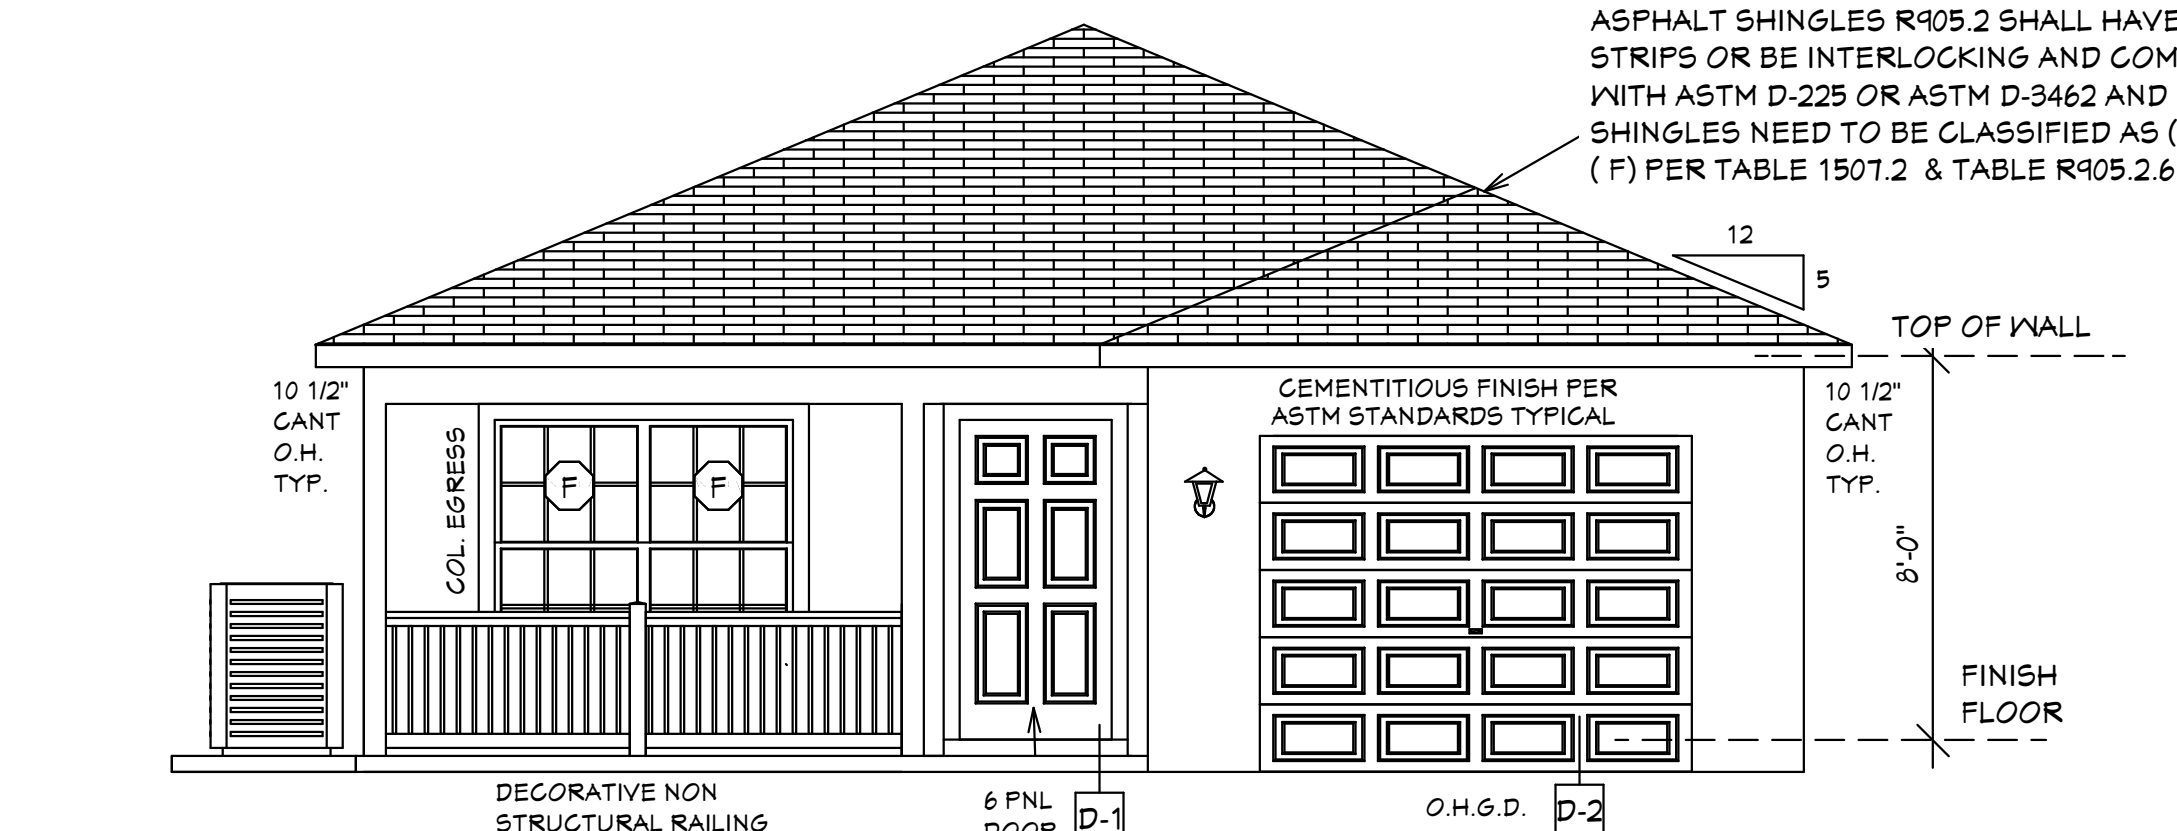 ASPHALT SHINGLES R905.2 SHALL HAVE
STRIPS OR BE INTERLOCKING AND COM
WITH ASTM D-225 OR ASTM D-3462 AND
SHINGLES NEED TO BE CLASSIFIED AS (
( F) PER TABLE 1507.2 & TABLE R905.2.6
12
5
TOP OF WALL
10 1/2"
CANT
O.H.
TYP.
COL. EGRESS
F
F
CEMENTITIOUS FINISH PER
ASTM STANDARDS TYPICAL
10 1/2"
CANT
O.H.
TYP.
8'-0"
FINISH
FLOOR
DECORATIVE NON
STRUCTURAL RAILING
6 PNL
DOOR
D-1
O.H.G.D.
D-2